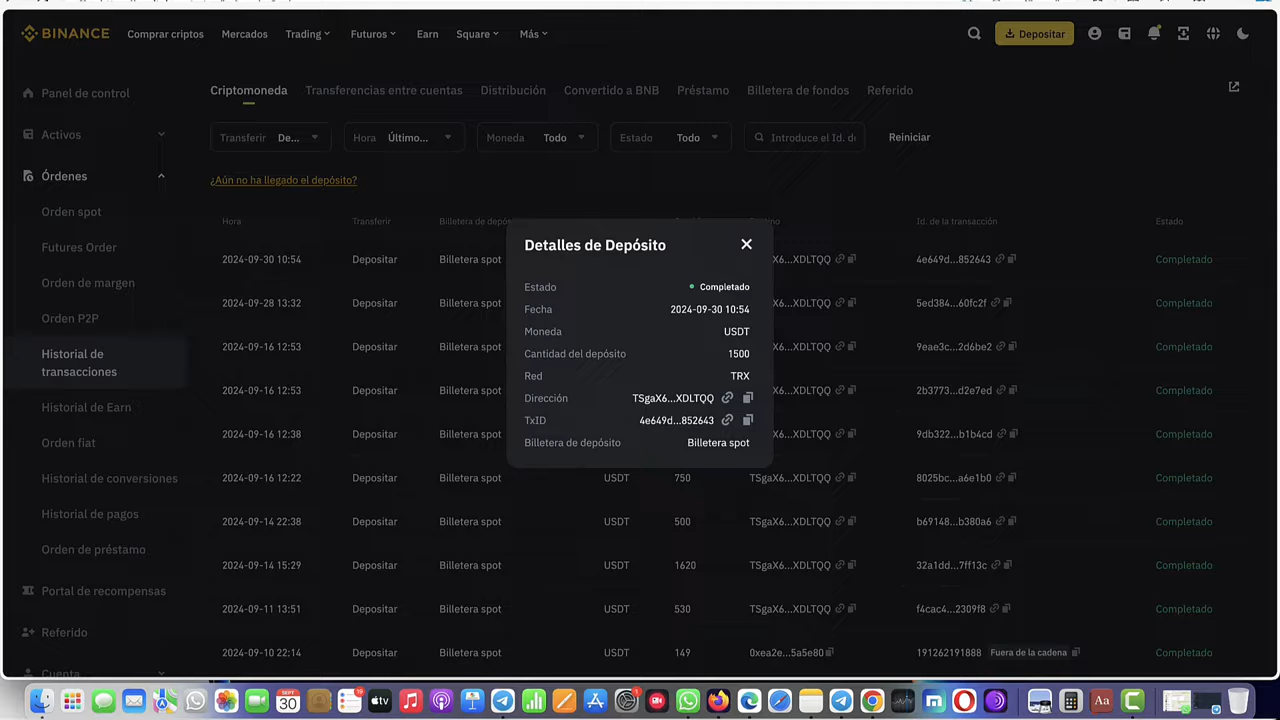 BINANCE Comprar criptos Mercados Trading Futuros Earn Square Más Depositar
Panel de control
Activos
Órdenes
Orden spot
Futures Order
Orden de margen
Orden P2P
Historial de
transacciones
Historial de Earn
Orden fiat
Historial de conversiones
Historial de pagos
Orden de préstamo
Portal de recompensas
Referido
Cuenta
Criptomoneda Transferencias entre cuentas Distribución Convertido a BNB Préstamo Billetera de fondos Referido
Transferir De... Hora Último... Moneda Todo Estado Todo Introduce el Id. de Reiniciar
¿Aún no ha llegado el depósito?
Hora Transferir Billetera de depós Id. de la transacción Estado
2024-09-30 10:54 Depositar Billetera spot X6...XDLTQQ 4e649d...852643 Completado
2024-09-28 13:32 Depositar Billetera spot X6...XDLTQQ 5ed384...60fc2f Completado
2024-09-16 12:53 Depositar Billetera spot X6...XDLTQQ 9eae3c...2d6be2 Completado
2024-09-16 12:53 Depositar Billetera spot X6...XDLTQQ 2b3773...d2e7ed Completado
2024-09-16 12:38 Depositar Billetera spot X6...XDLTQQ 9db322...b1b4cd Completado
2024-09-16 12:22 Depositar Billetera spot USDT 750 TSgaX6...XDLTQQ 8025bc...a6e1b0 Completado
2024-09-14 22:38 Depositar Billetera spot USDT 500 TSgaX6...XDLTQQ b69148...b380a6 Completado
2024-09-14 15:29 Depositar Billetera spot USDT 1620 TSgaX6...XDLTQQ 32a1dd...7ff13c Completado
2024-09-11 13:51 Depositar Billetera spot USDT 530 TSgaX6...XDLTQQ f4cac4...2309f8 Completado
2024-09-10 22:14 Depositar Billetera spot USDT 149 0xea2e...5a5e80 191262191888 Fuera de la cadena Completado
Detalles de Depósito
Estado Completado
Fecha 2024-09-30 10:54
Moneda USDT
Cantidad del depósito 1500
Red TRX
Dirección TSgaX6...XDLTQQ
TxID 4e649d...852643
Billetera de depósito Billetera spot
SEPT
30
tv
Aa